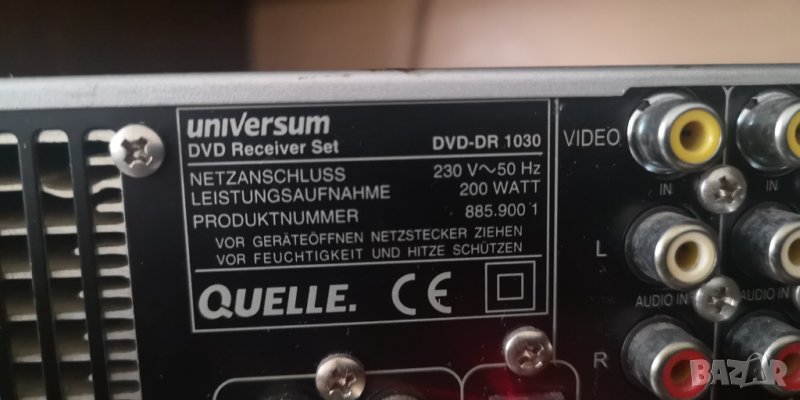 universum
DVD Receiver Set DVD-DR 1030
NETZANSCHLUSS 230 V~50 Hz
LEISTUNGSAUFNAHME 200 WATT
PRODUKTNUMMER 885.900 1
VOR GERÄTEÖFFNEN NETZSTECKER ZIEHEN
VOR FEUCHTIGKEIT UND HITZE SCHÜTZEN
QUELLE. CE
VIDEO
IN IN
L
AUDIO IN AUDIO IN
R
BAZAR